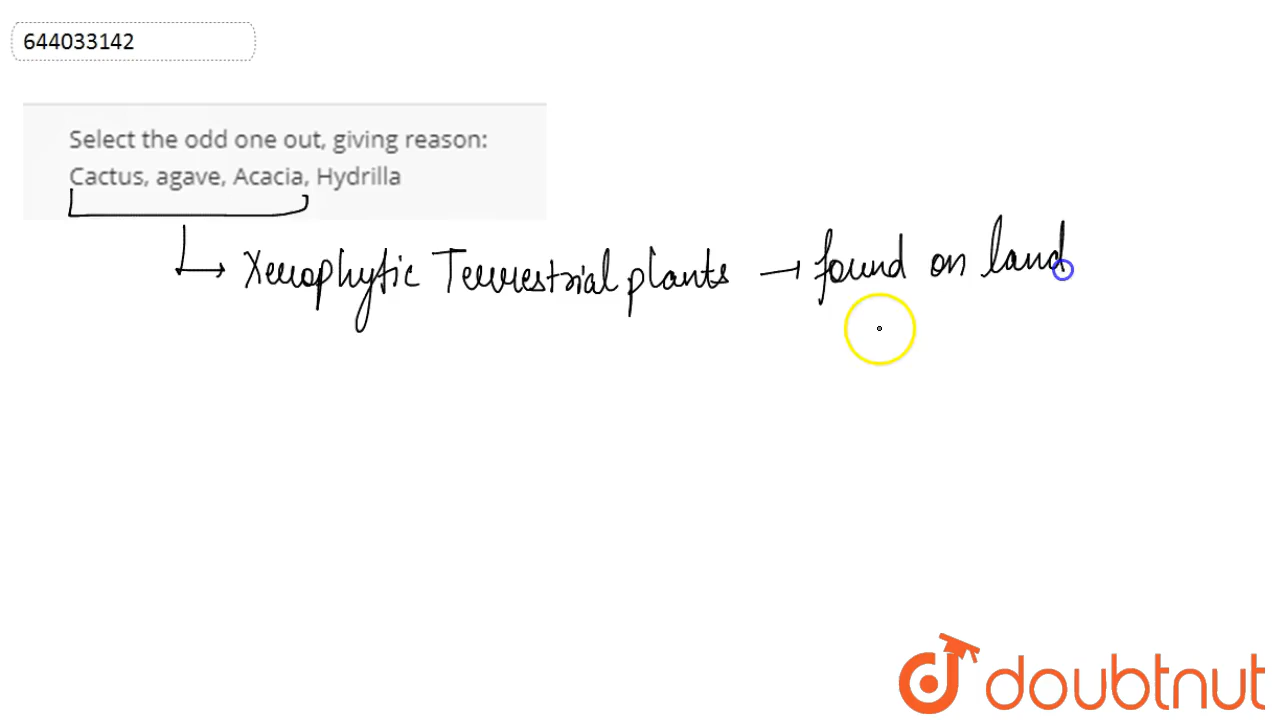 644033142
Select the odd one out, giving reason:
Cactus, agave, Acacia, Hydrilla
Xerophytic Terrestrial plants → found on land
doubtnut